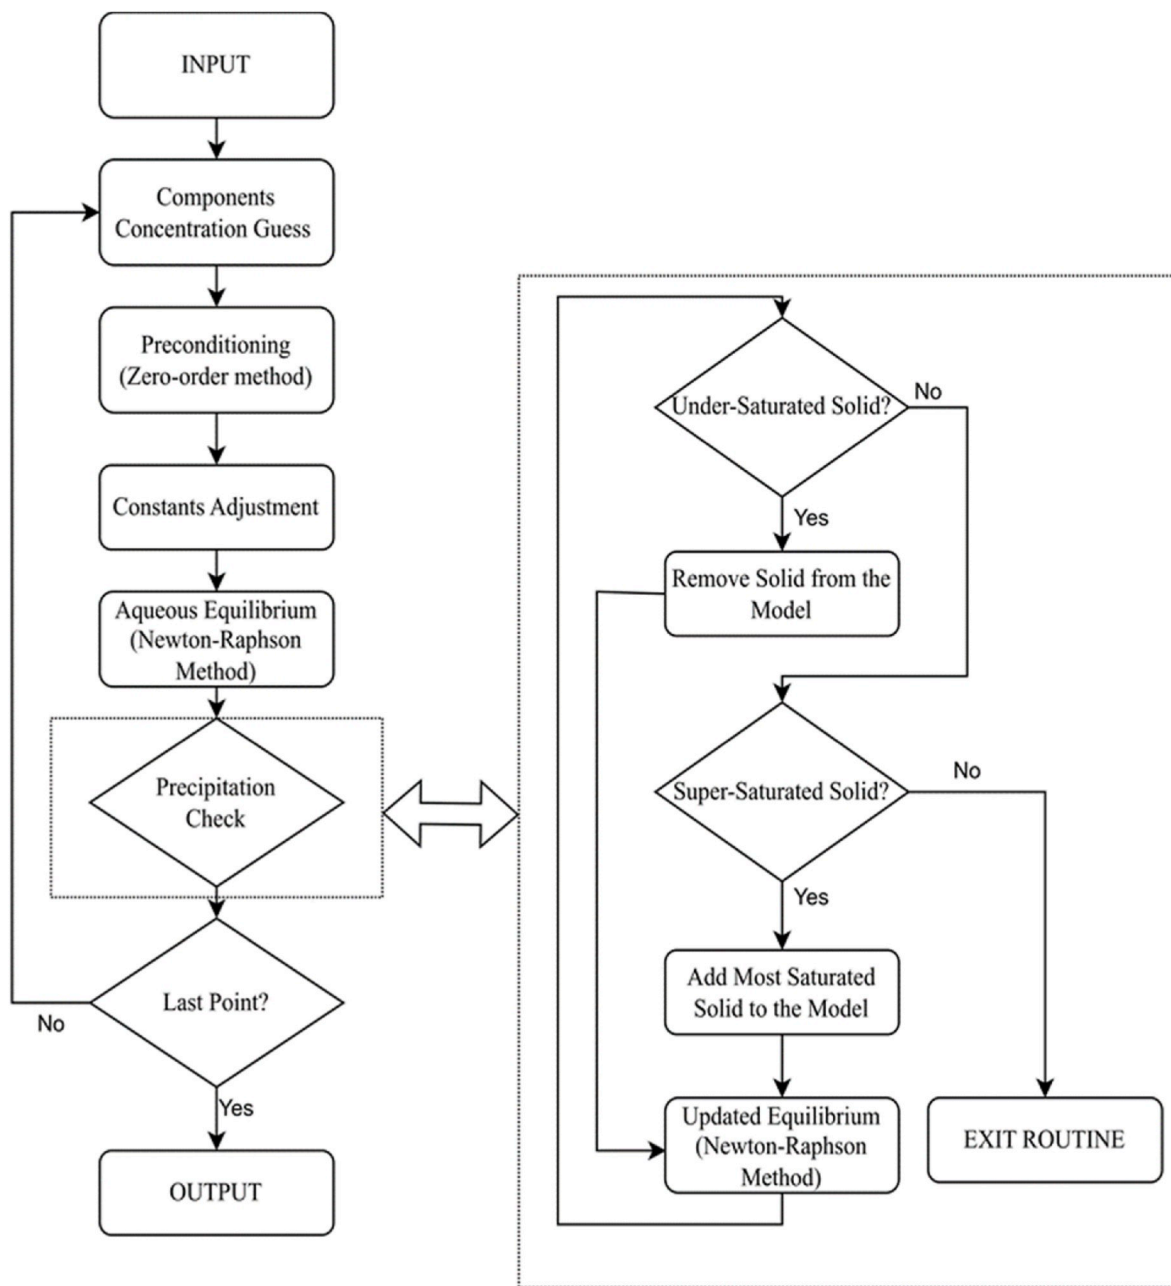 INPUT
Components
Concentration Guess
Preconditioning
(Zero-order method)
Constants Adjustment
Aqueous Equilibrium
(Newton-Raphson
Method)
Precipitation
Check
Last Point?
No
Yes
OUTPUT
Under-Saturated Solid?
No
Yes
Remove Solid from the
Model
Super-Saturated Solid?
No
Yes
Add Most Saturated
Solid to the Model
Updated Equilibrium
(Newton-Raphson
Method)
EXIT ROUTINE